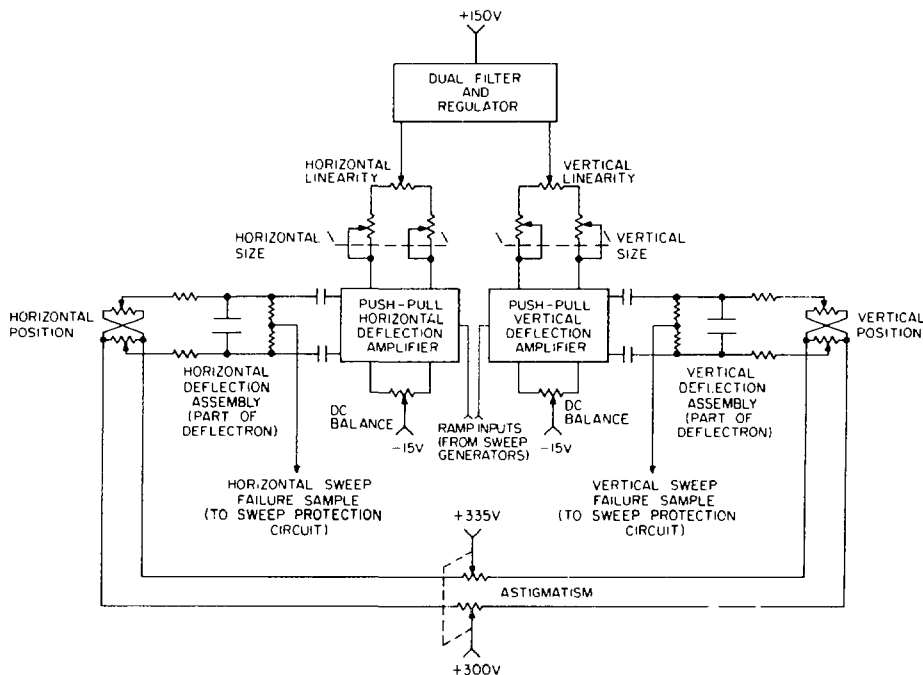 +150V
DUAL FILTER
AND
REGULATOR
HORIZONTAL
LINEARITY
VERTICAL
LINEARITY
HORIZONTAL
SIZE
VERTICAL
SIZE
HORIZONTAL
POSITION
PUSH-PULL
HORIZONTAL
DEFLECTION
AMPLIFIER
PUSH-PULL
VERTICAL
DEFLECTION
AMPLIFIER
VERTICAL
POSITION
HORIZONTAL
DEFLECTION
ASSEMBLY
(PART OF
DEFLECTRON)
DC
BALANCE
-15V
RAMP INPUTS
(FROM SWEEP
GENERATORS)
DC
BALANCE
-15V
VERTICAL
DEFLECTION
ASSEMBLY
(PART OF
DEFLECTRON)
HORIZONTAL SWEEP
FAILURE SAMPLE
(TO SWEEP PROTECTION
CIRCUIT)
VERTICAL SWEEP
FAILURE SAMPLE
(TO SWEEP PROTECTION
CIRCUIT)
+335V
ASTIGMATISM
+300V